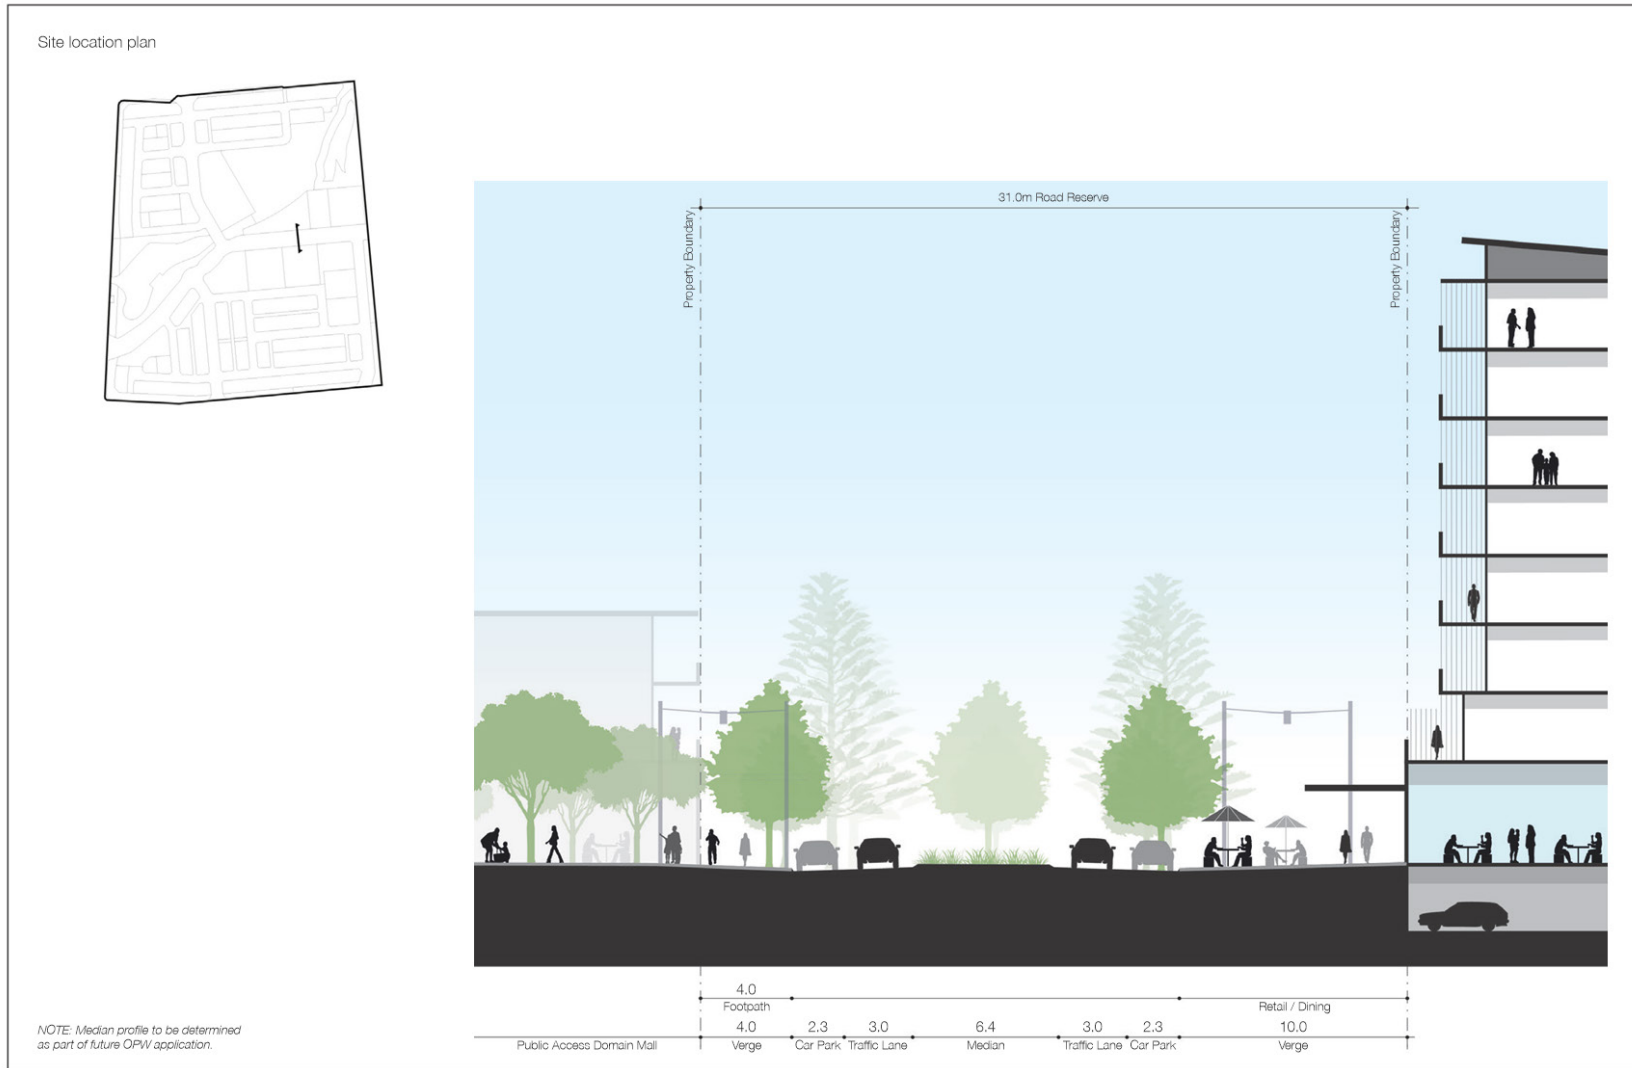 Site location plan
31.0m Road Reserve
Property Boundary
Property Boundary
4.0
Footpath
Retail / Dining
4.0
2.3
3.0
6.4
3.0
2.3
10.0
Public Access Domain Mall
Verge
Car Park
Traffic Lane
Median
Traffic Lane
Car Park
Verge
NOTE: Median profile to be determined
as part of future OPW application.